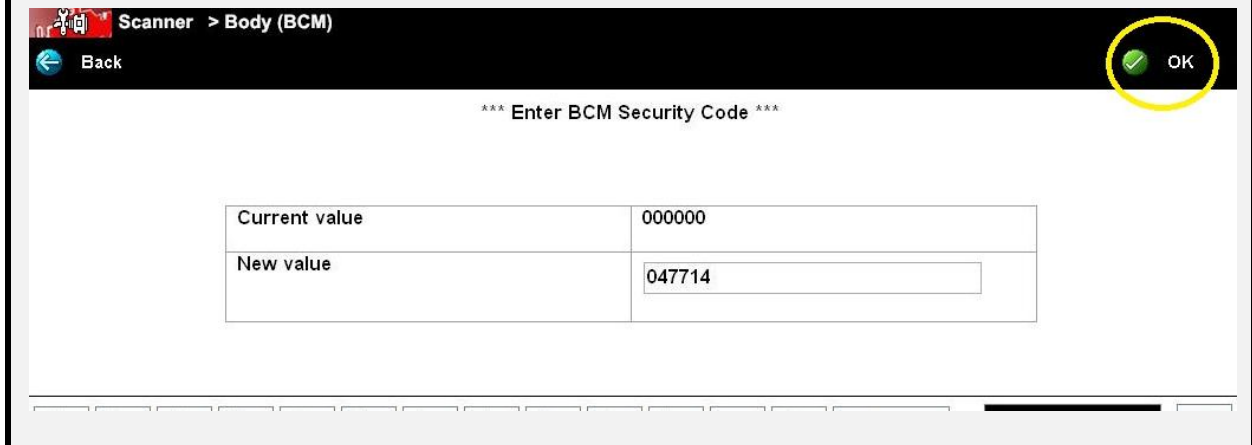 Scanner > Body (BCM)
Back
OK
*** Enter BCM Security Code ***
Current value 000000
New value 047714